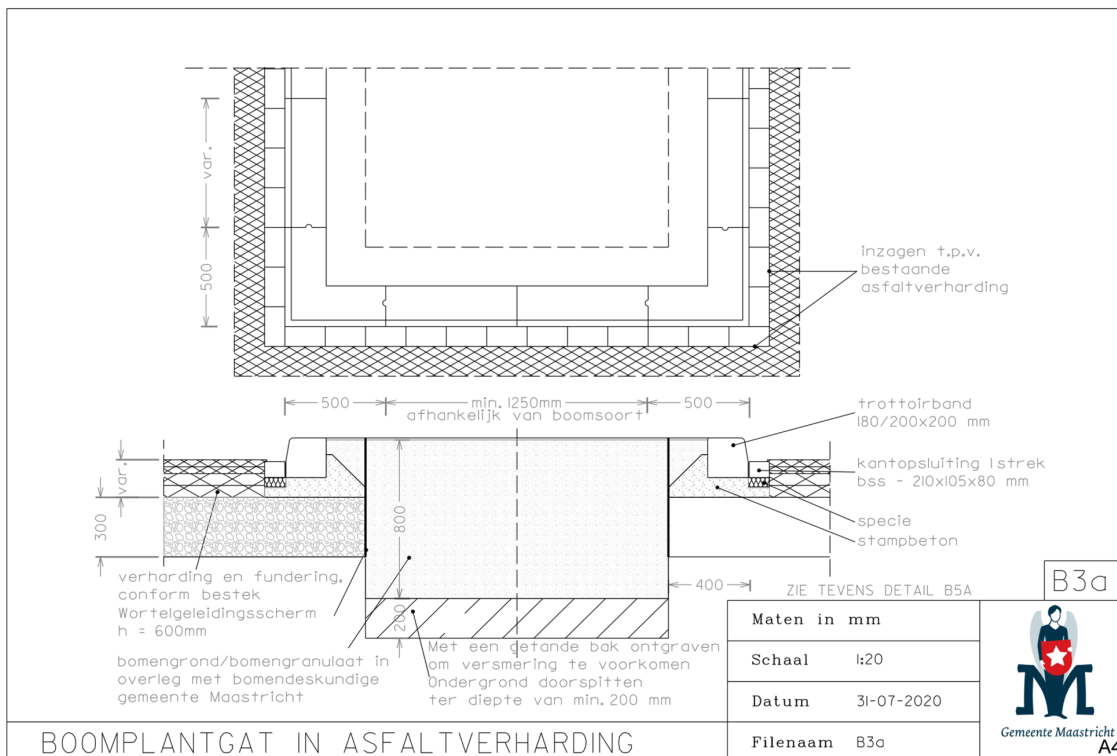 var.
500
inzagen t.p.v.
bestaande
asfaltverharding
500
min. 1250mm
afhankelijk van boomsoort
500
trottoirband
180/200x200 mm
kantopsluiting 1strek
bss - 210x105x80 mm
specie
stampbeton
var.
300
800
200
400
verharding en fundering,
conform bestek
Wortelgeleidingsscherm
h = 600mm
bomengrond/bomengranulaat in
overleg met bomendeskundige
gemeente Maastricht
Met een getande bak ontgraven
om versmering te voorkomen
Ondergrond doorspitten
ter diepte van min. 200 mm
ZIE TEVENS DETAIL B5A
B3a
Maten in mm
Schaal 1:20
Datum 31-07-2020
Filenaam B3a
Gemeente Maastricht
A4
BOOMPLANTGAT IN ASFALTVERHARDING